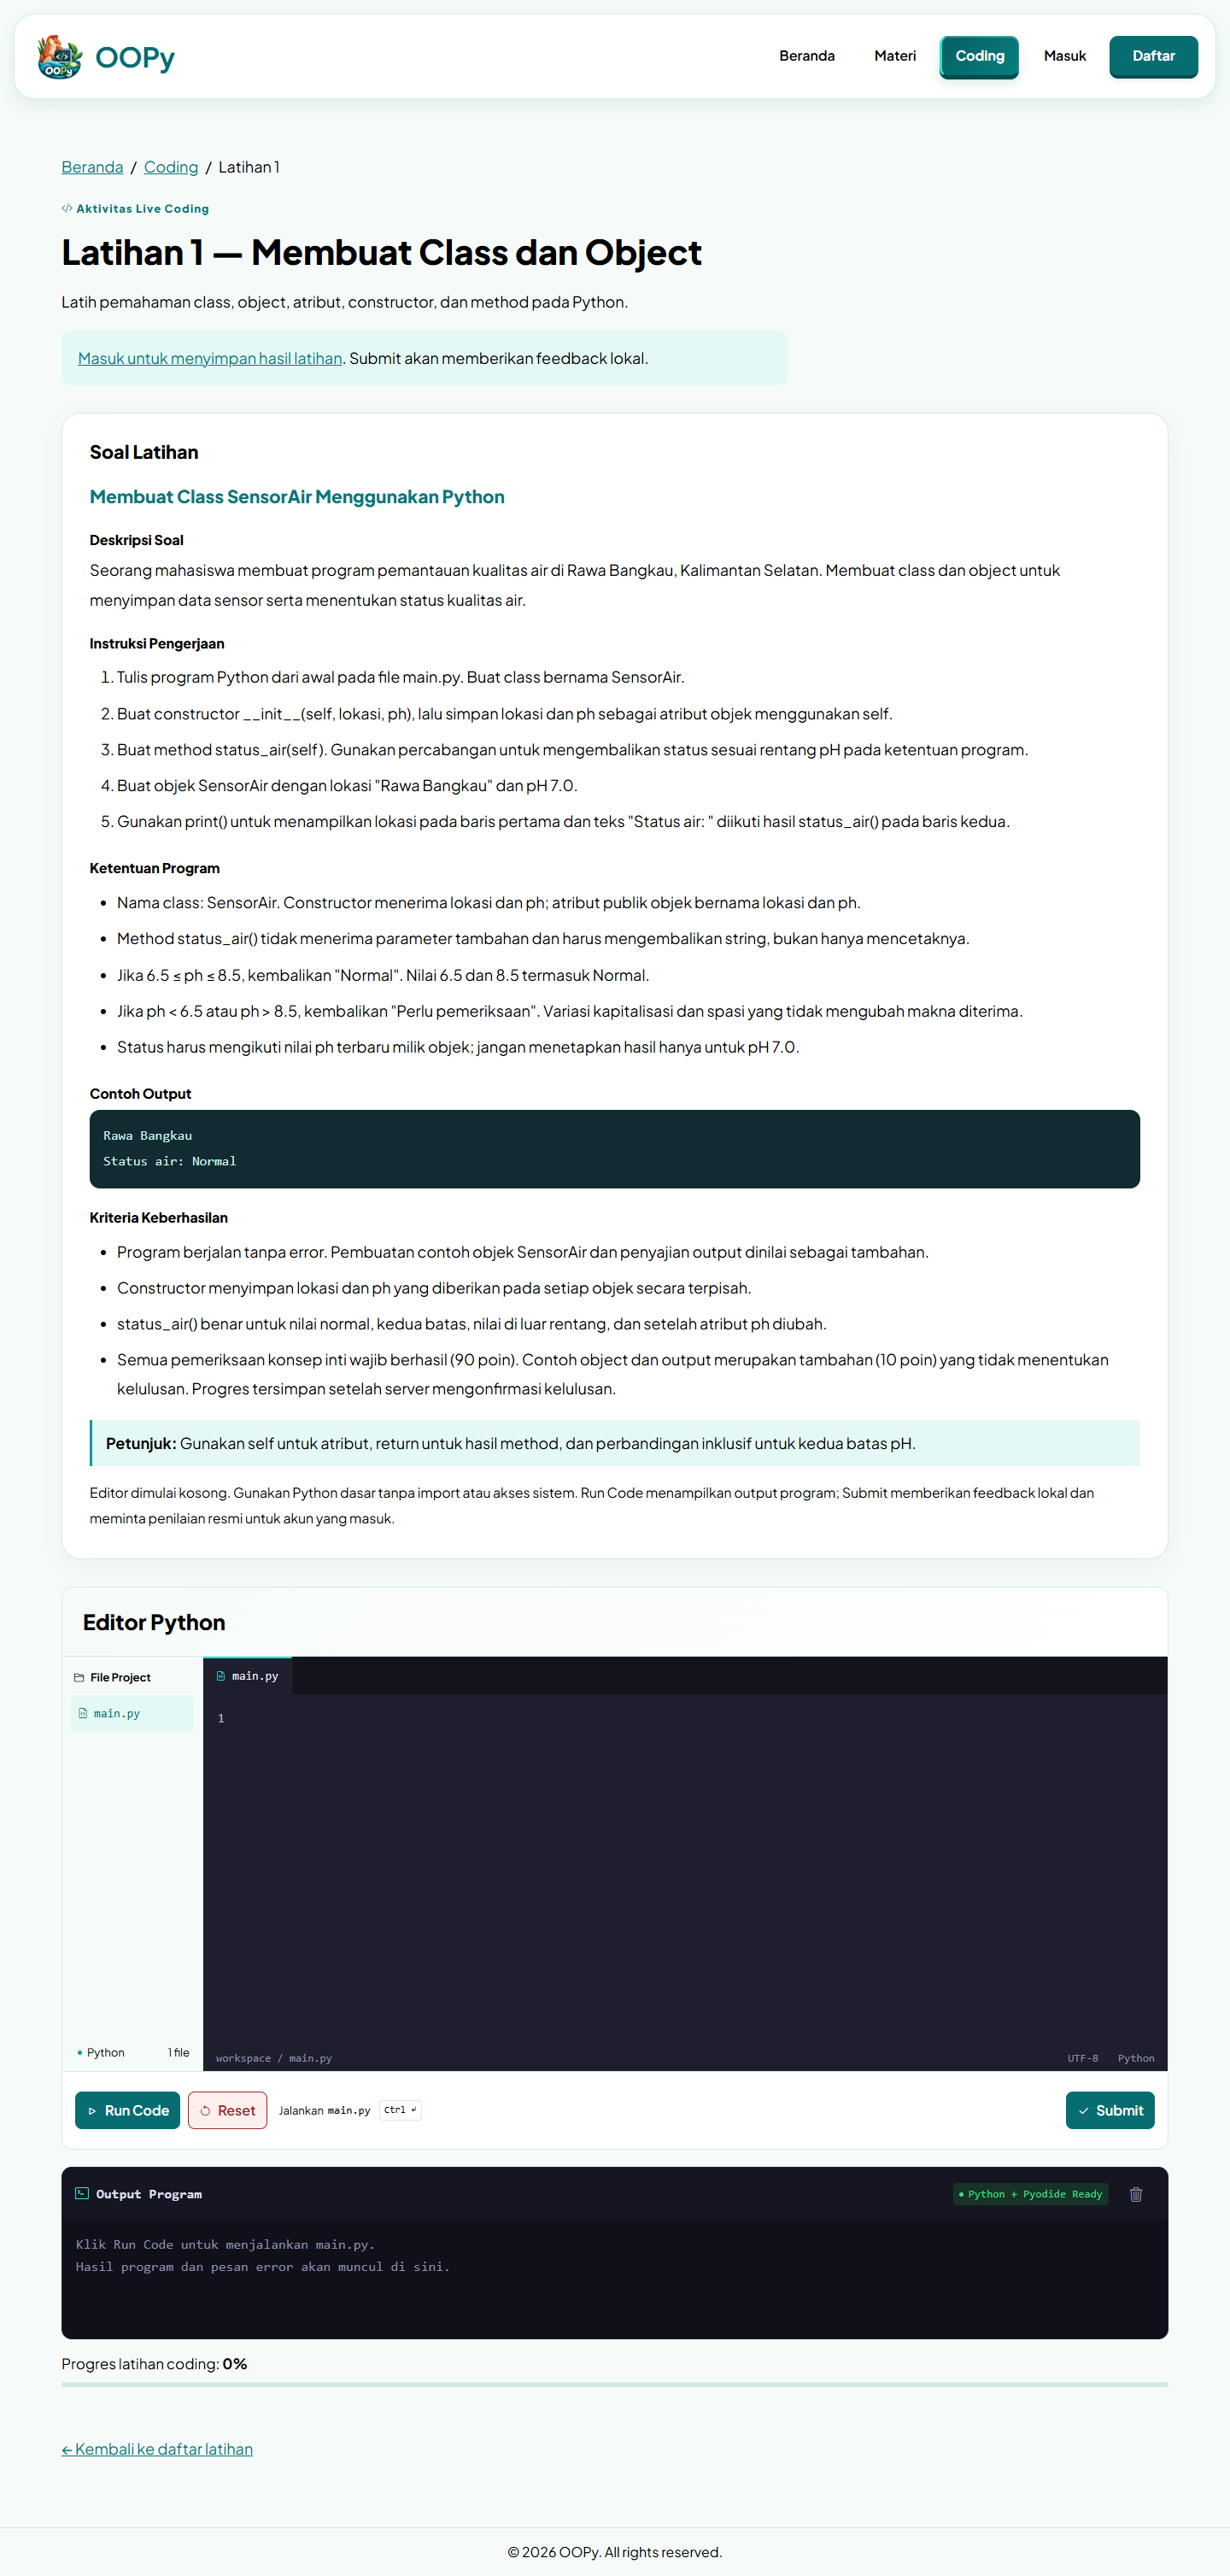 OOPy
OOPy
Beranda
Materi
Coding
Masuk
Daftar
Beranda / Coding / Latihan 1
Aktivitas Live Coding
Latihan 1 — Membuat Class dan Object
Latih pemahaman class, object, atribut, constructor, dan method pada Python.
Masuk untuk menyimpan hasil latihan. Submit akan memberikan feedback lokal.
Soal Latihan
Membuat Class SensorAir Menggunakan Python
Deskripsi Soal
Seorang mahasiswa membuat program pemantauan kualitas air di Rawa Bangkau, Kalimantan Selatan. Membuat class dan object untuk
menyimpan data sensor serta menentukan status kualitas air.
Instruksi Pengerjaan
1. Tulis program Python dari awal pada file main.py. Buat class bernama SensorAir.
2. Buat constructor __init__(self, lokasi, ph), lalu simpan lokasi dan ph sebagai atribut objek menggunakan self.
3. Buat method status_air(self). Gunakan percabangan untuk mengembalikan status sesuai rentang pH pada ketentuan program.
4. Buat objek SensorAir dengan lokasi "Rawa Bangkau" dan pH 7.0.
5. Gunakan print() untuk menampilkan lokasi pada baris pertama dan teks "Status air: " diikuti hasil status_air() pada baris kedua.
Ketentuan Program
• Nama class: SensorAir. Constructor menerima lokasi dan ph; atribut publik objek bernama lokasi dan ph.
• Method status_air() tidak menerima parameter tambahan dan harus mengembalikan string, bukan hanya mencetaknya.
• Jika 6.5 ≤ ph ≤ 8.5, kembalikan "Normal". Nilai 6.5 dan 8.5 termasuk Normal.
• Jika ph < 6.5 atau ph > 8.5, kembalikan "Perlu pemeriksaan". Variasi kapitalisasi dan spasi yang tidak mengubah makna diterima.
• Status harus mengikuti nilai ph terbaru milik objek; jangan menetapkan hasil hanya untuk pH 7.0.
Contoh Output
Rawa Bangkau
Status air: Normal
Kriteria Keberhasilan
• Program berjalan tanpa error. Pembuatan contoh objek SensorAir dan penyajian output dinilai sebagai tambahan.
• Constructor menyimpan lokasi dan ph yang diberikan pada setiap objek secara terpisah.
• status_air() benar untuk nilai normal, kedua batas, nilai di luar rentang, dan setelah atribut ph diubah.
• Semua pemeriksaan konsep inti wajib berhasil (90 poin). Contoh object dan output merupakan tambahan (10 poin) yang tidak menentukan
kelulusan. Progres tersimpan setelah server mengonfirmasi kelulusan.
Petunjuk: Gunakan self untuk atribut, return untuk hasil method, dan perbandingan inklusif untuk kedua batas pH.
Editor dimulai kosong. Gunakan Python dasar tanpa import atau akses sistem. Run Code menampilkan output program; Submit memberikan feedback lokal dan
meminta penilaian resmi untuk akun yang masuk.
Editor Python
File Project
main.py
main.py
1
Python
1 file
workspace / main.py
UTF-8
Python
Run Code
Reset
Jalankan main.py
Ctrl ↵
Submit
Output Program
Python + Pyodide Ready
Klik Run Code untuk menjalankan main.py.
Hasil program dan pesan error akan muncul di sini.
Progres latihan coding: 0%
← Kembali ke daftar latihan
© 2026 OOPy. All rights reserved.